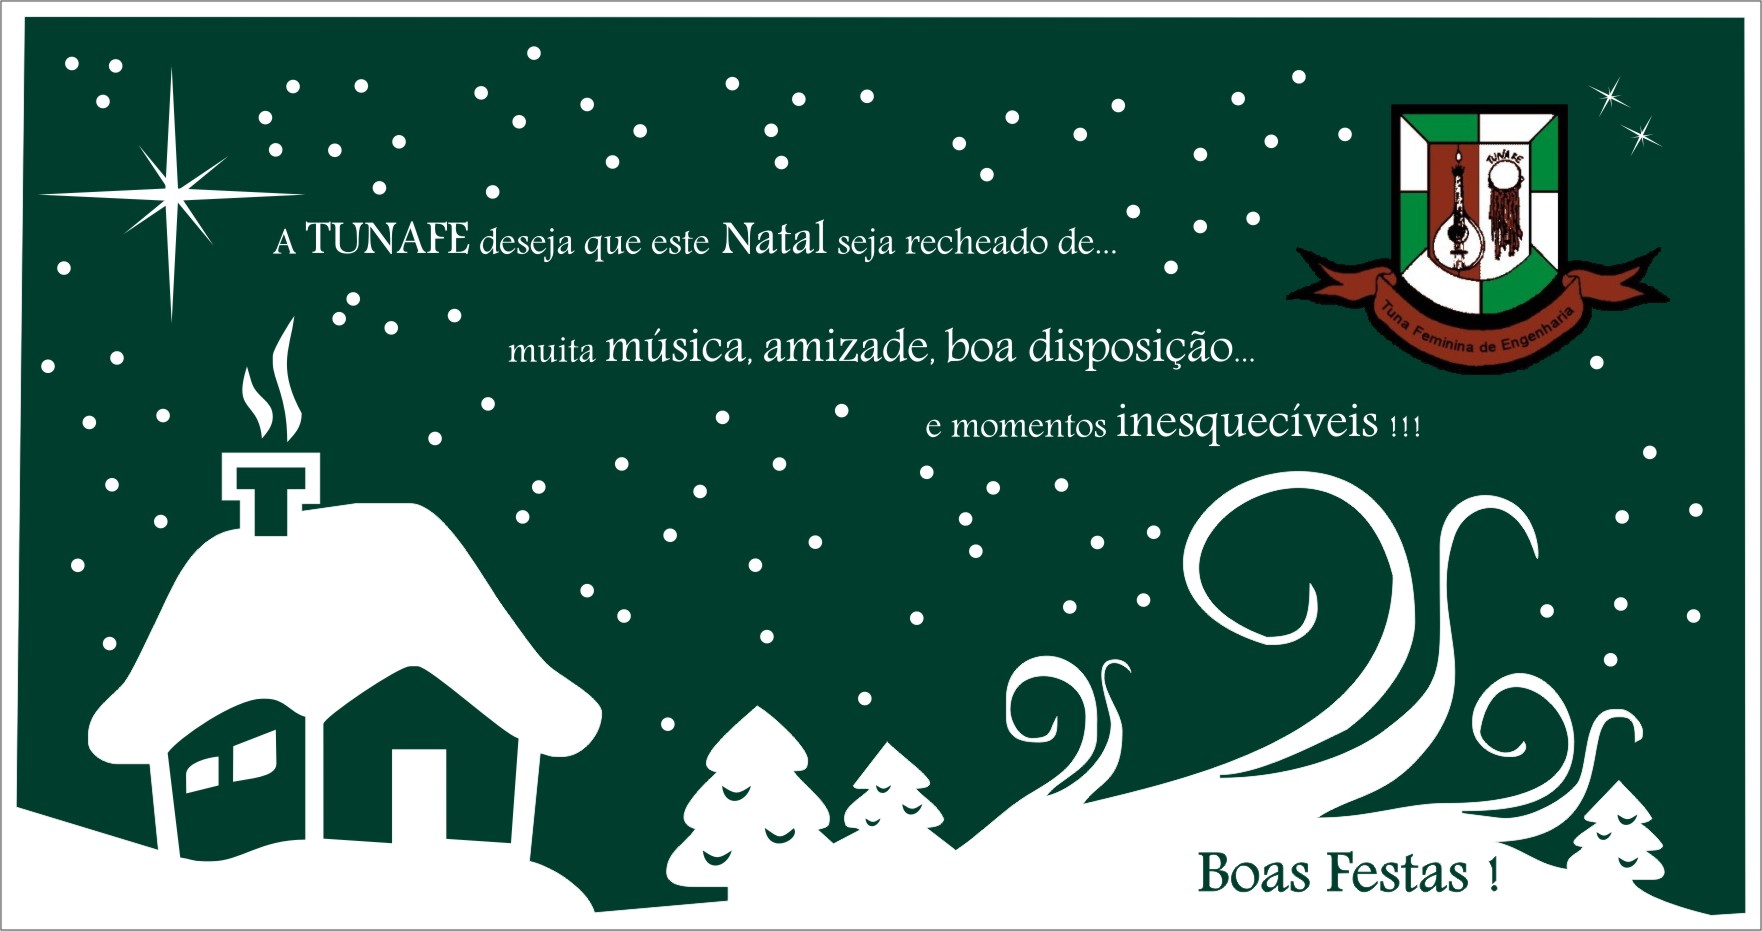 A TUNAFE deseja que este Natal seja recheado de...
muita música, amizade, boa disposição...
e momentos inesquecíveis !!!
TUNAFE
Tuna Feminina de Engenharia
Boas Festas !